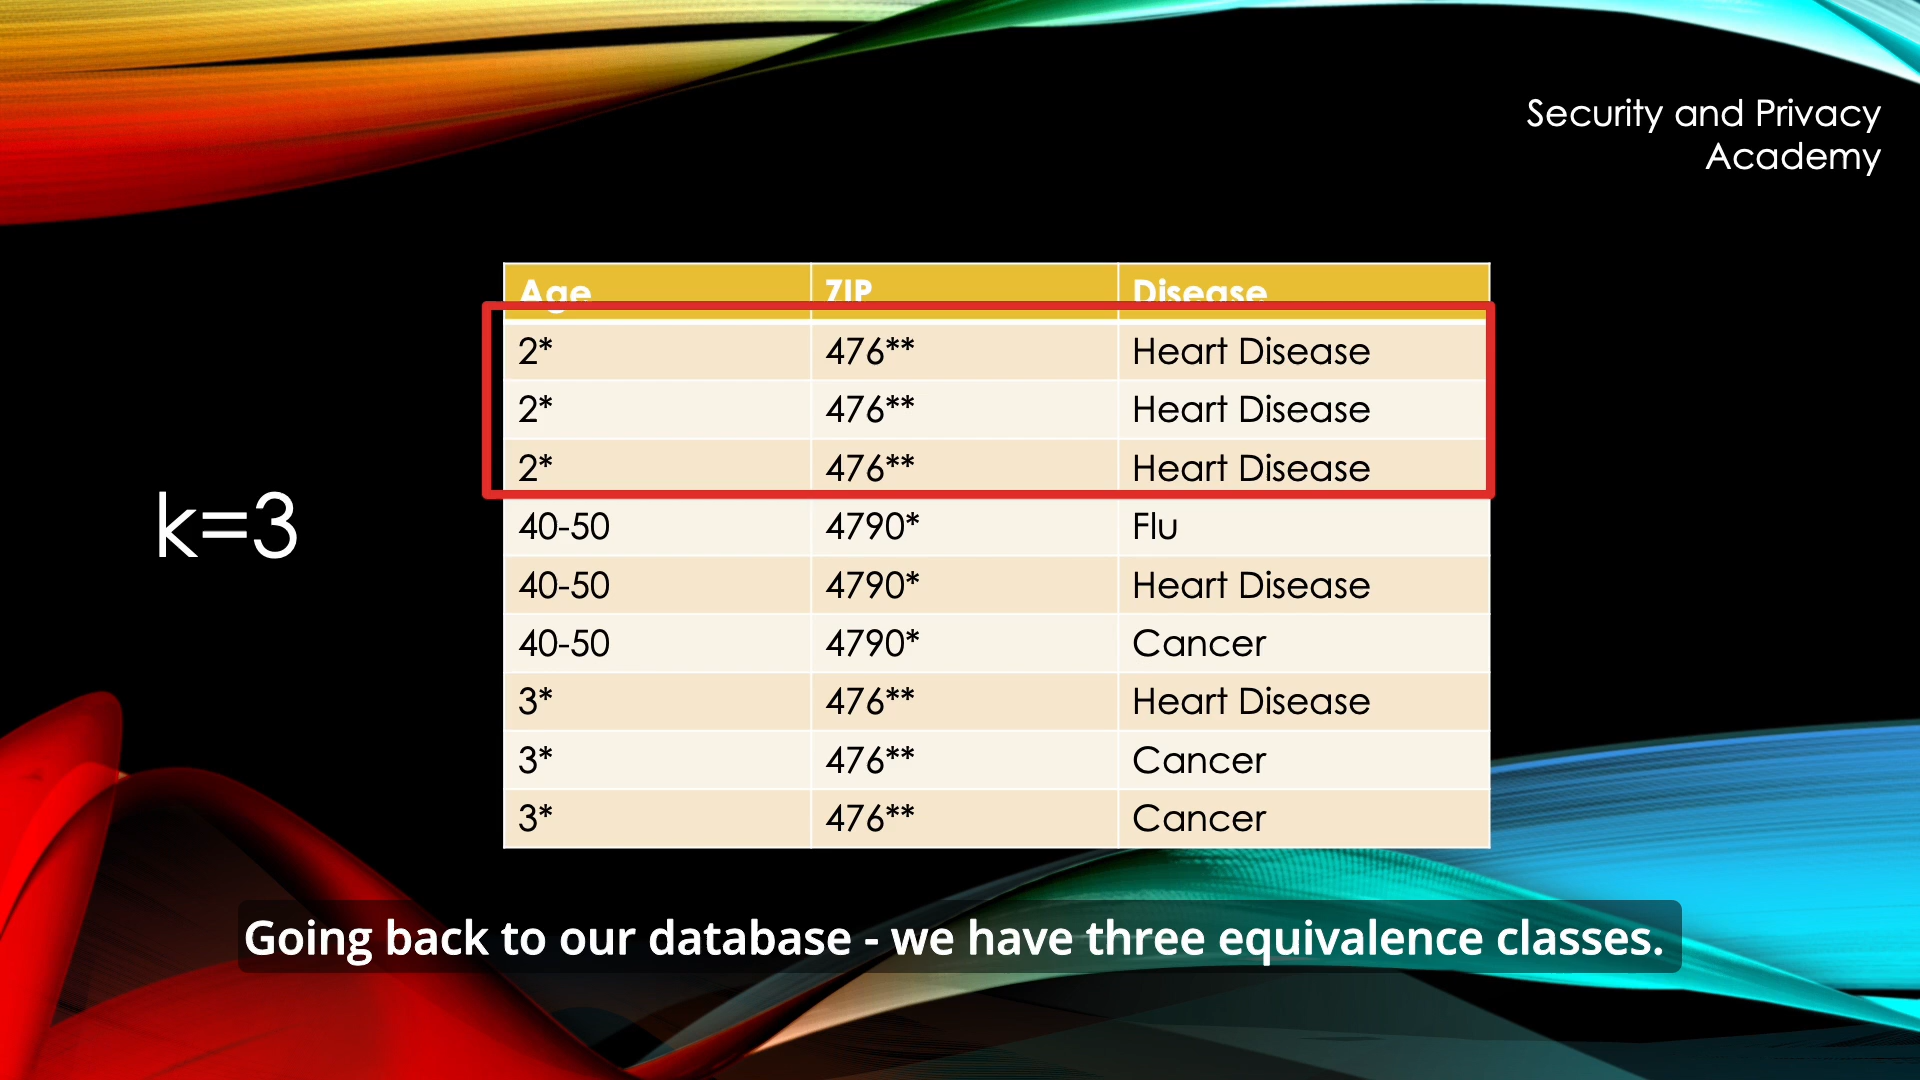 Security and Privacy
Academy
Age ZIP Disease
2* 476** Heart Disease
2* 476** Heart Disease
2* 476** Heart Disease
k=3
40-50 4790* Flu
40-50 4790* Heart Disease
40-50 4790* Cancer
3* 476** Heart Disease
3* 476** Cancer
3* 476** Cancer
Going back to our database - we have three equivalence classes.